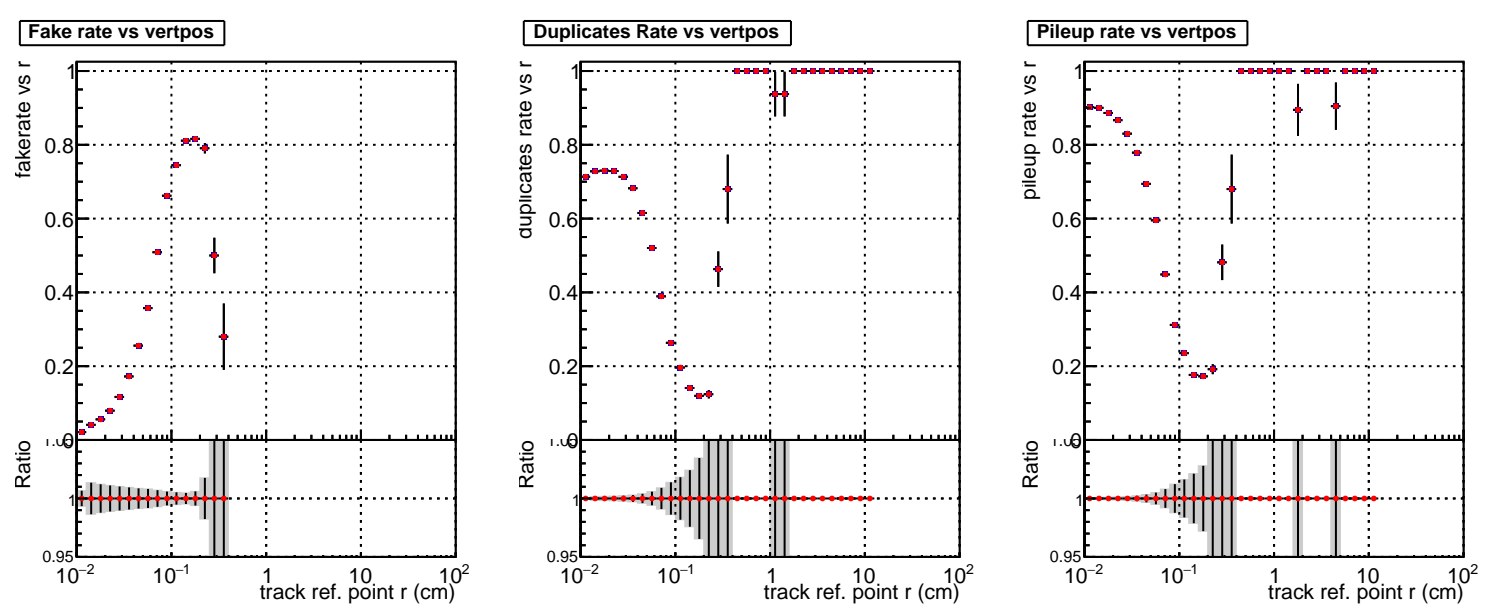 Fake rate vs vertpos
fakerate vs r
1
0.8
0.6
0.4
0.2
0
Ratio
1
0.95
10⁻² 10⁻¹ 1 10 10²
track ref. point r (cm)
Duplicates Rate vs vertpos
duplicates rate vs r
1
0.8
0.6
0.4
0.2
0
Ratio
1
0.95
10⁻² 10⁻¹ 1 10 10²
track ref. point r (cm)
Pileup rate vs vertpos
pileup rate vs r
1
0.8
0.6
0.4
0.2
0
Ratio
1
0.95
10⁻² 10⁻¹ 1 10 10²
track ref. point r (cm)